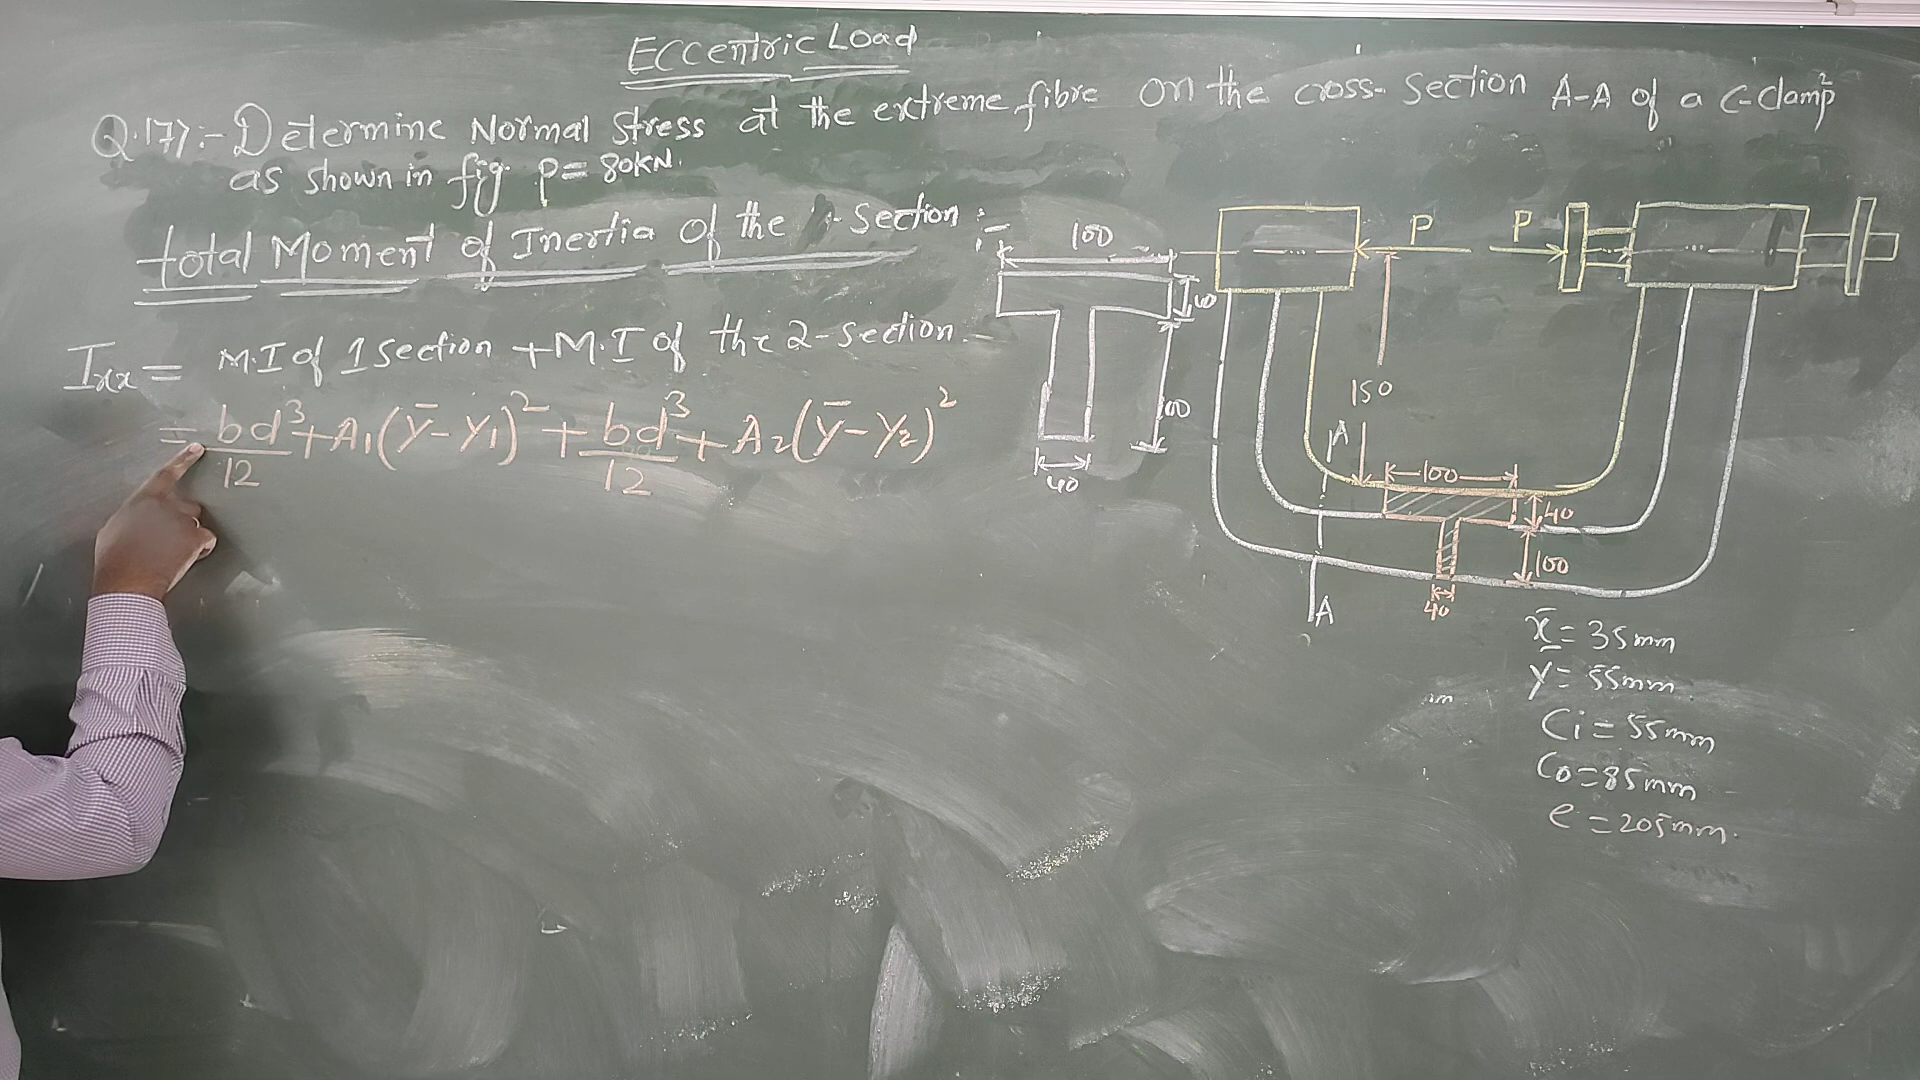 Eccentric Load
Q.17):- Determine Normal Stress at the extreme fibre on the cross-section A-A of a C-clamp
as shown in fig P= 80KN.
total Moment of Inertia of the Section :-
Ixx = M.I of 1 Section + M.I of the 2-section.-
= bd³/12 + A₁(ȳ-y₁)² + bd³/12 + A₂(ȳ-y₂)²
100
40
100
40
P P
150
A
100
40
100
40
A
x̄ = 35mm
y = 55mm
Ci = 55mm
Co = 85mm
e = 205mm.